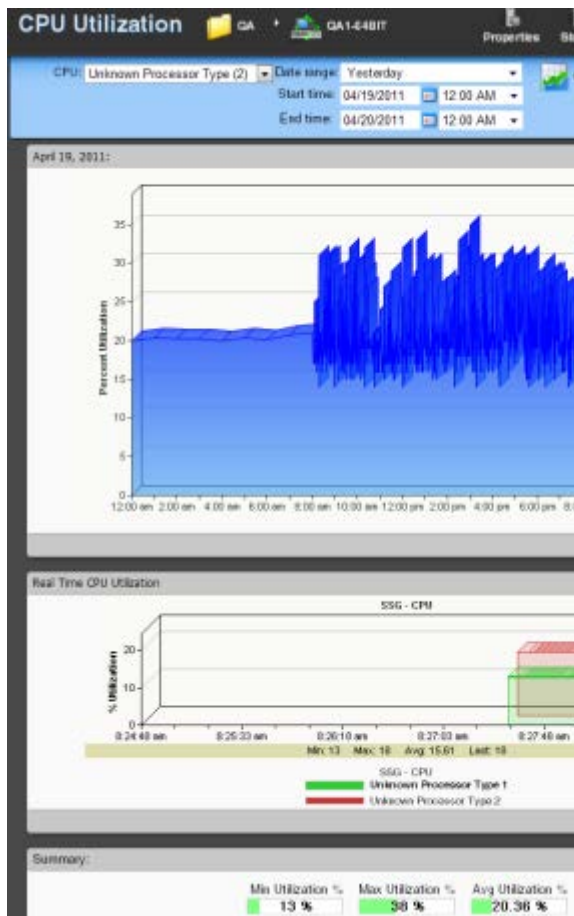 CPU Utilization QA QA1-64BIT
Properties
CPU: Unknown Processor Type (2) Date range: Yesterday
Start time: 04/19/2011 12:00 AM
End time: 04/20/2011 12:00 AM
April 19, 2011:
Percent Utilization
35
30
25
20
15
10
5
0
12:00 am 2:00 am 4:00 am 6:00 am 8:00 am 10:00 am 12:00 pm 2:00 pm 4:00 pm 6:00 pm
Real Time CPU Utilization
SSG - CPU
% Utilization
20
10
0
8:24:48 am 8:25:33 am 8:26:18 am 8:27:03 am 8:27:48 am
Min: 13 Max: 18 Avg: 15.61 Last: 18
SSG - CPU
Unknown Processor Type 1
Unknown Processor Type 2
Summary:
Min Utilization % Max Utilization % Avg Utilization %
13 % 38 % 20.36 %